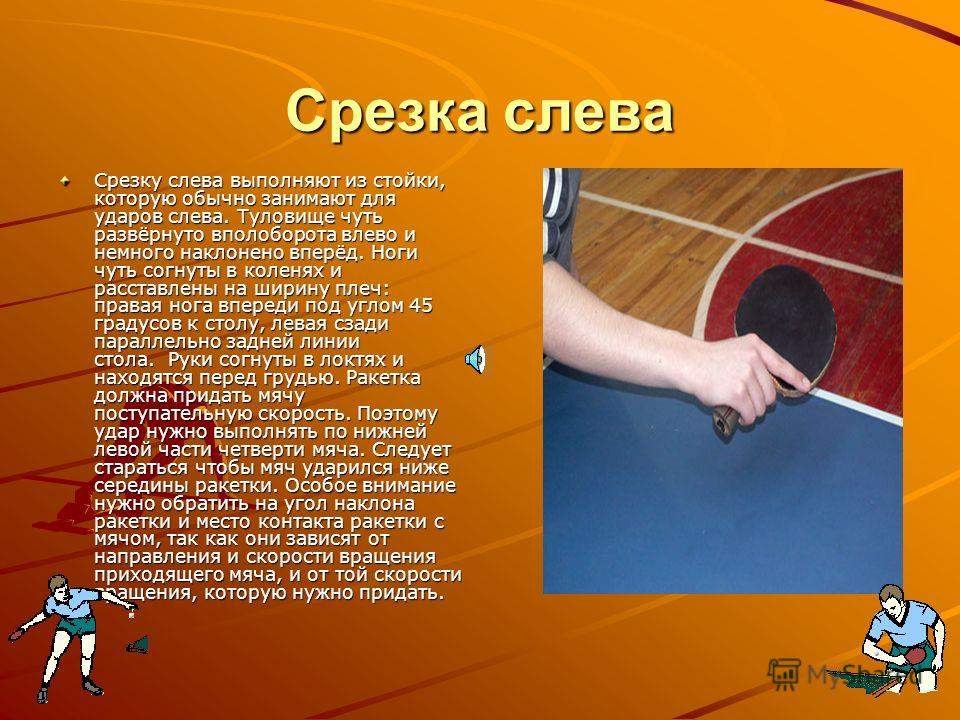 Срезка слева
Срезку слева выполняют из стойки,
которую обычно занимают для
ударов слева. Туловище чуть
развёрнуто вполоборота влево и
немного наклонено вперёд. Ноги
чуть согнуты в коленях и
расставлены на ширину плеч:
правая нога впереди под углом 45
градусов к столу, левая сзади
параллельно задней линии
стола. Руки согнуты в локтях и
находятся перед грудью. Ракетка
должна придать мячу
поступательную скорость. Поэтому
удар нужно выполнять по нижней
левой части четверти мяча. Следует
стараться чтобы мяч ударился ниже
середины ракетки. Особое внимание
нужно обратить на угол наклона
ракетки и место контакта ракетки с
мячом, так как они зависят от
направления и скорости вращения
приходящего мяча, и от той скорости
вращения, которую нужно придать.
MyShared